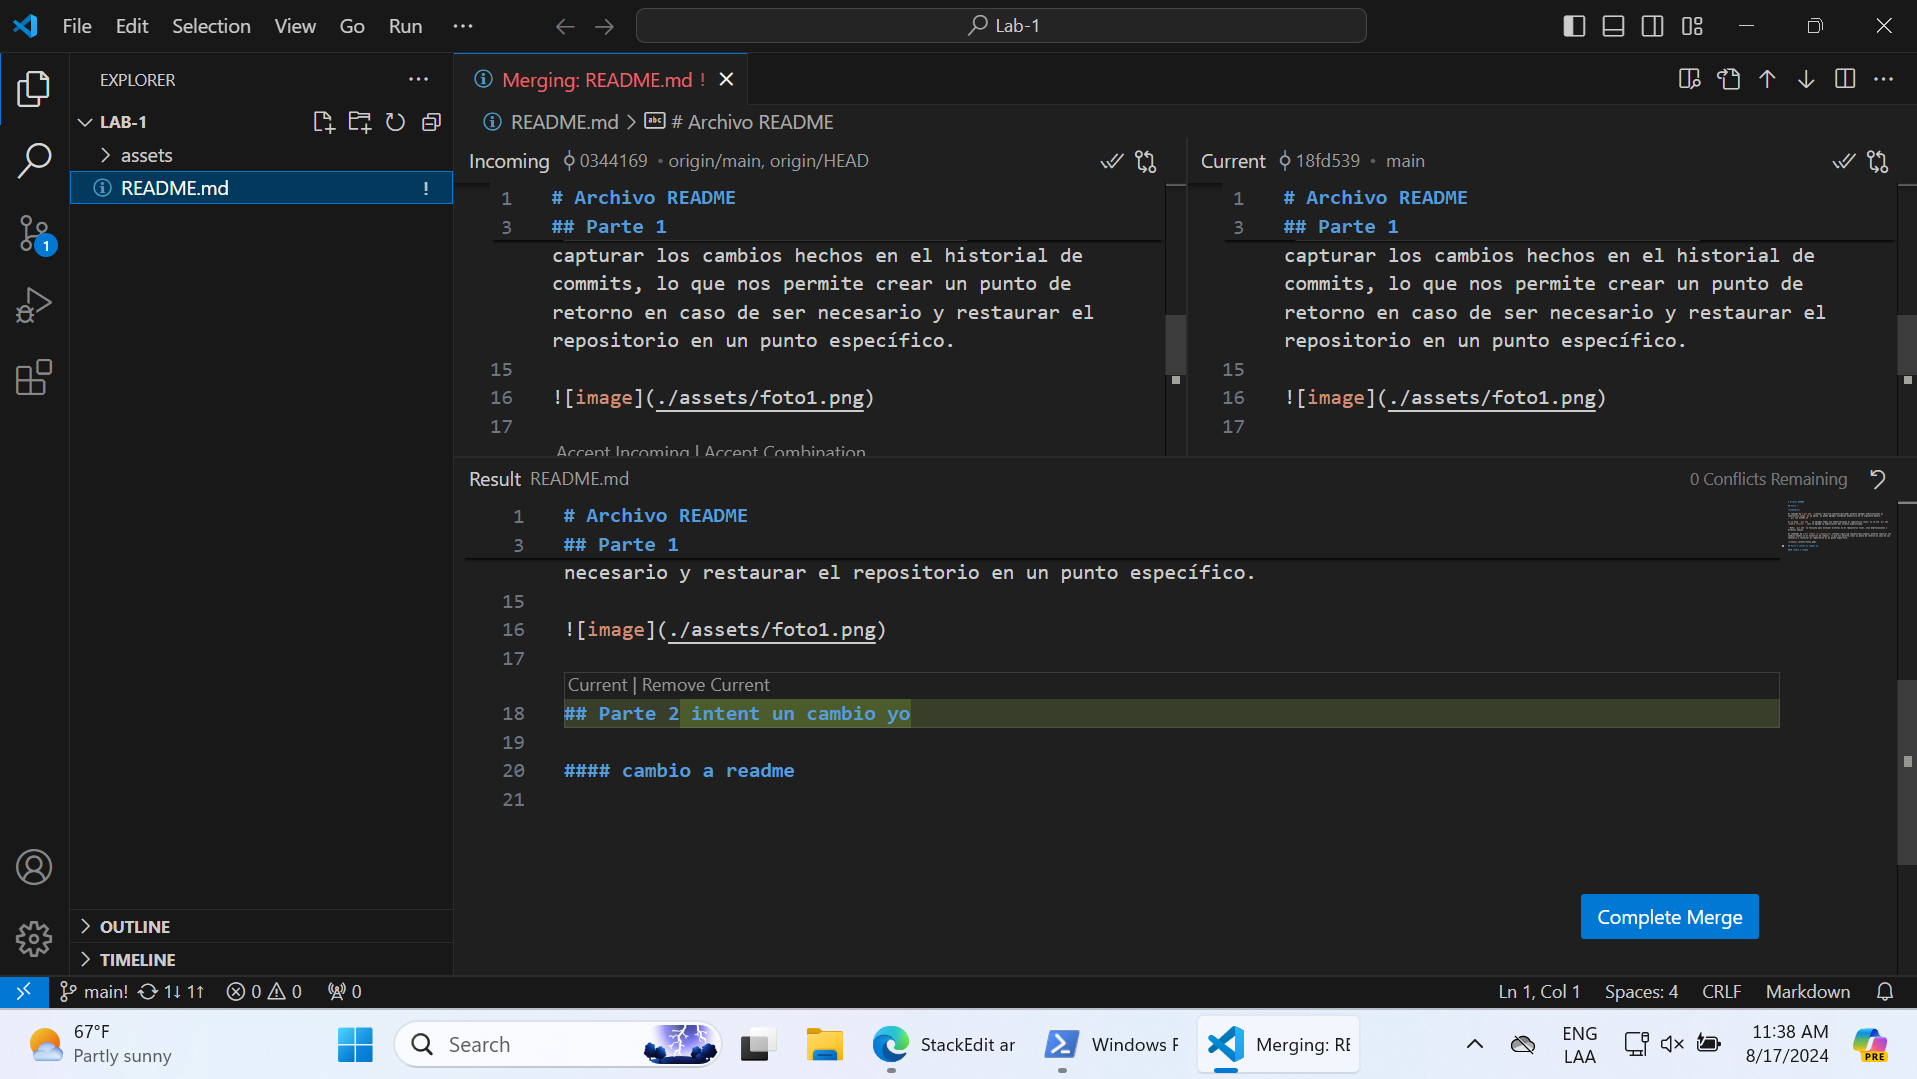 File Edit Selection View Go Run ···
Lab-1
EXPLORER ···
LAB-1
assets
README.md !
1
OUTLINE
TIMELINE
Merging: README.md !
README.md > # Archivo README
Incoming 0344169 • origin/main, origin/HEAD
1 # Archivo README
3 ## Parte 1
capturar los cambios hechos en el historial de
commits, lo que nos permite crear un punto de
retorno en caso de ser necesario y restaurar el
repositorio en un punto específico.
15
16 ![image](./assets/foto1.png)
17
Accept Incoming | Accept Combination
Current 18fd539 • main
1 # Archivo README
3 ## Parte 1
capturar los cambios hechos en el historial de
commits, lo que nos permite crear un punto de
retorno en caso de ser necesario y restaurar el
repositorio en un punto específico.
15
16 ![image](./assets/foto1.png)
17
Result README.md
0 Conflicts Remaining
1 # Archivo README
3 ## Parte 1
necesario y restaurar el repositorio en un punto específico.
15
16 ![image](./assets/foto1.png)
17
Current | Remove Current
18 ## Parte 2 intent un cambio yo
19
20 #### cambio a readme
21
Complete Merge
main! 1↓ 1↑ 0 0 0
Ln 1, Col 1 Spaces: 4 CRLF Markdown
67°F
Partly sunny
Search
StackEdit ar
Windows F
Merging: RE
ENG
LAA
11:38 AM
8/17/2024
PRE